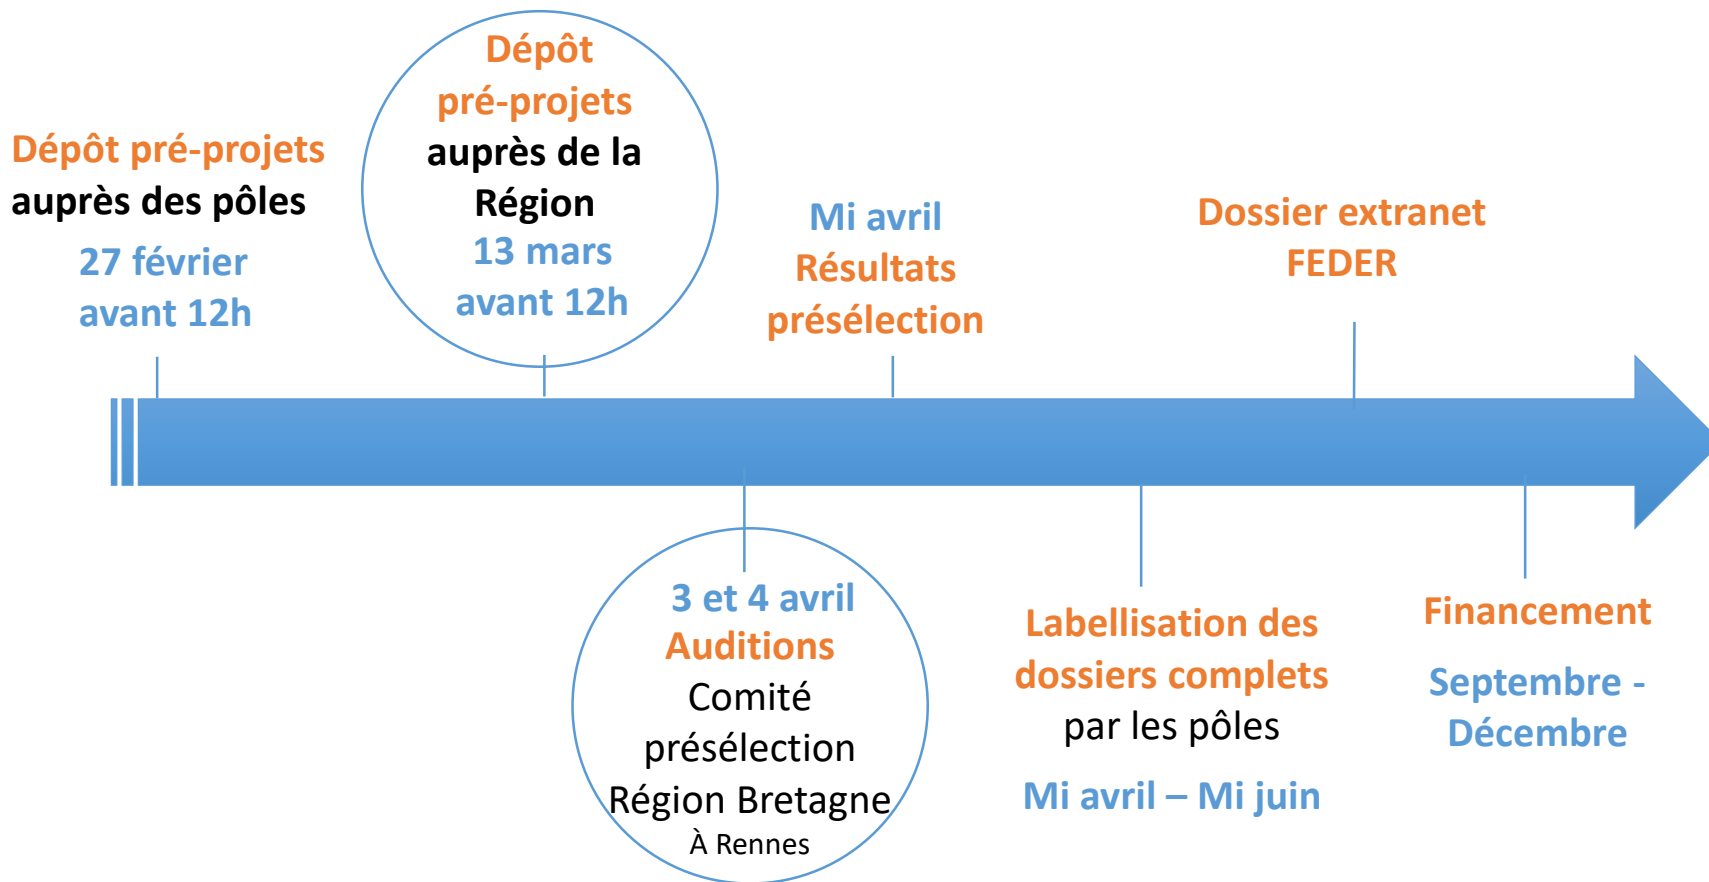 Dépôt pré-projets
auprès des pôles
27 février
avant 12h
Dépôt
pré-projets
auprès de la
Région
13 mars
avant 12h
Mi avril
Résultats
présélection
Dossier extranet
FEDER
3 et 4 avril
Auditions
Comité
présélection
Région Bretagne
À Rennes
Labellisation des
dossiers complets
par les pôles
Mi avril – Mi juin
Financement
Septembre -
Décembre